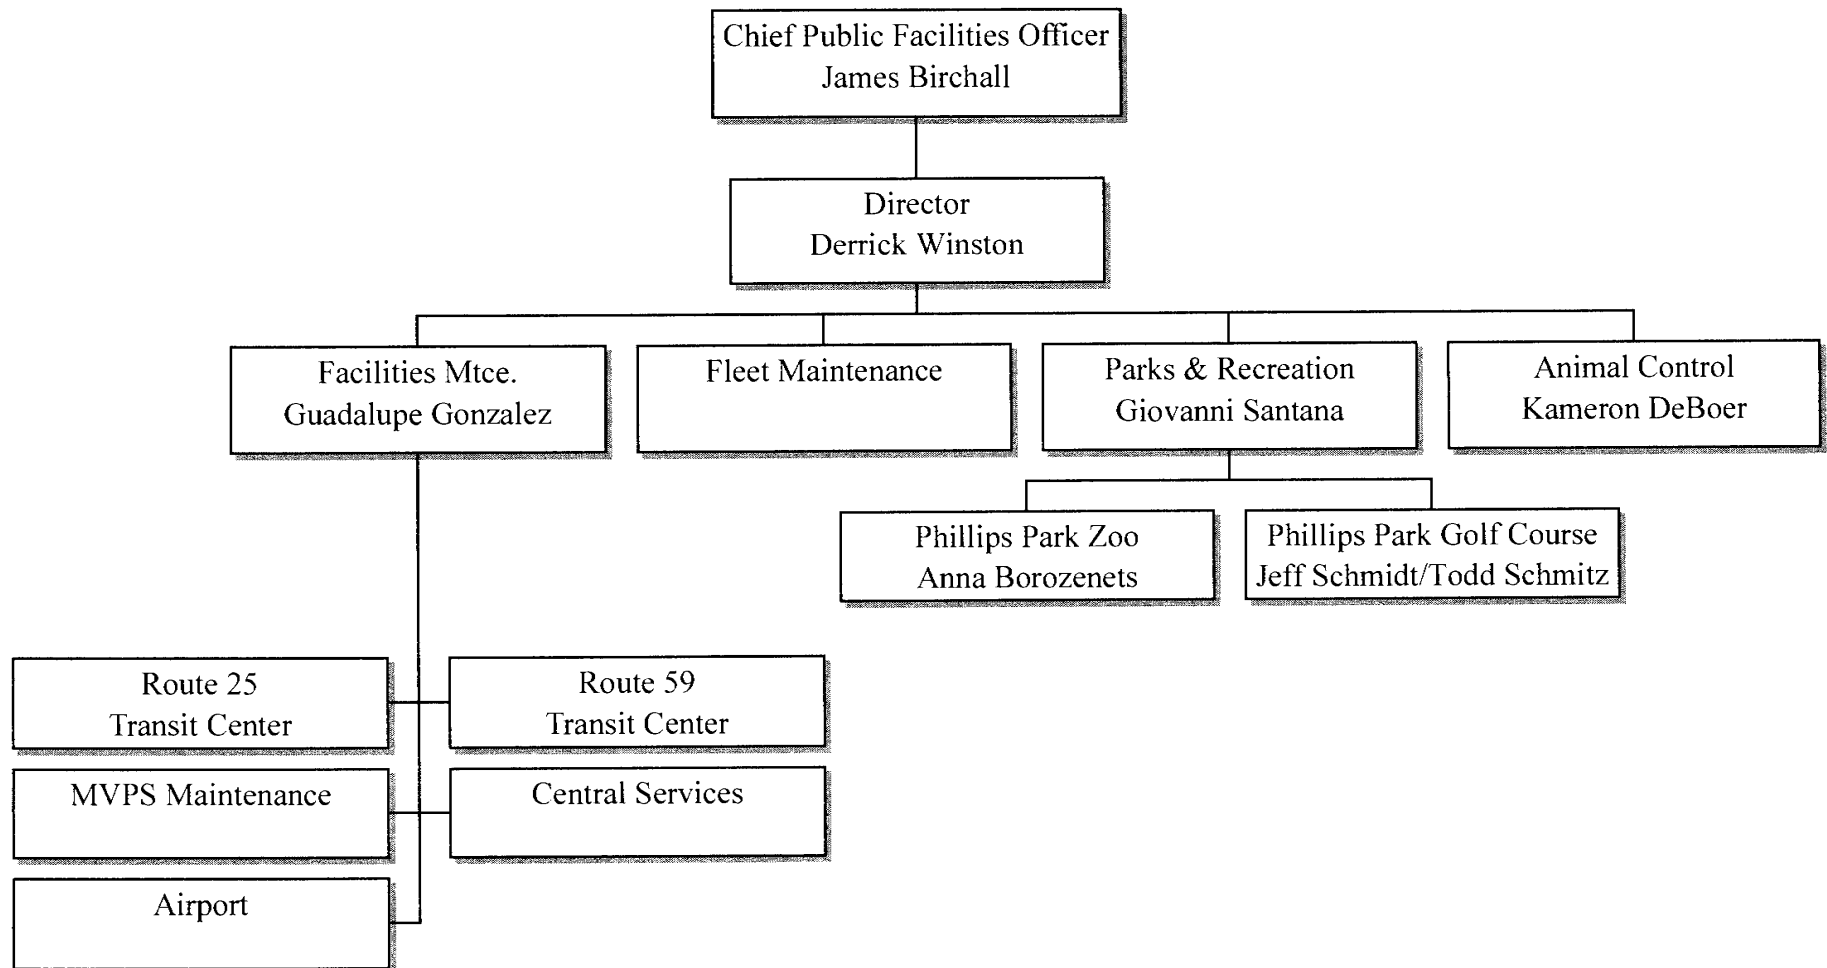 Chief Public Facilities Officer
James Birchall
Director
Derrick Winston
Facilities Mtce.
Guadalupe Gonzalez
Fleet Maintenance
Parks & Recreation
Giovanni Santana
Animal Control
Kameron DeBoer
Phillips Park Zoo
Anna Borozenets
Phillips Park Golf Course
Jeff Schmidt/Todd Schmitz
Route 25
Transit Center
Route 59
Transit Center
MVPS Maintenance
Central Services
Airport